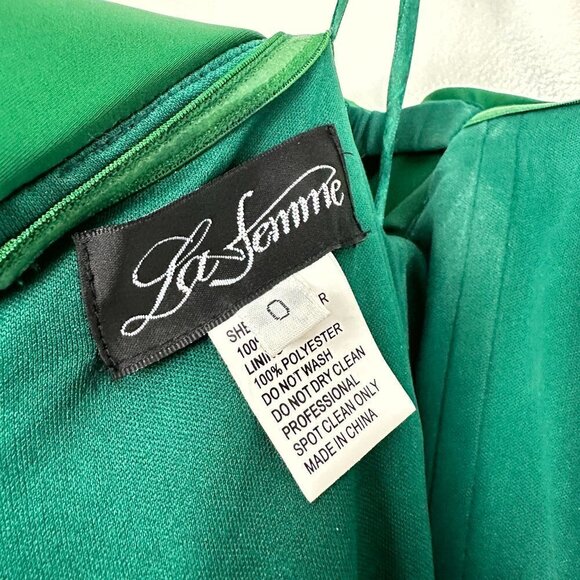 La femme
0
100%
100% POLYESTER
DO NOT WASH
DO NOT DRY CLEAN
PROFESSIONAL
SPOT CLEAN ONLY
MADE IN CHINA